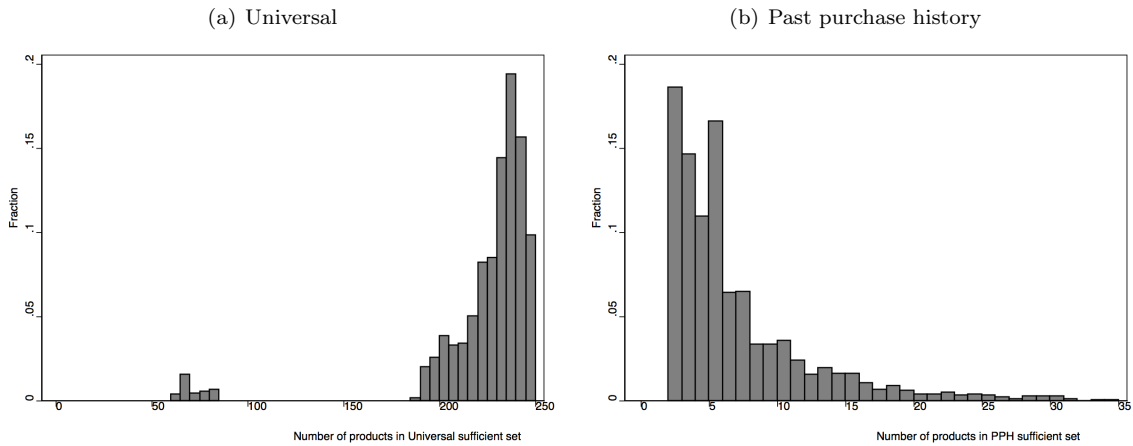 (a) Universal
Fraction
0 .05 .1 .15 .2
0 50 100 150 200 250
Number of products in Universal sufficient set
(b) Past purchase history
Fraction
0 .05 .1 .15 .2
0 5 10 15 20 25 30 35
Number of products in PPH sufficient set